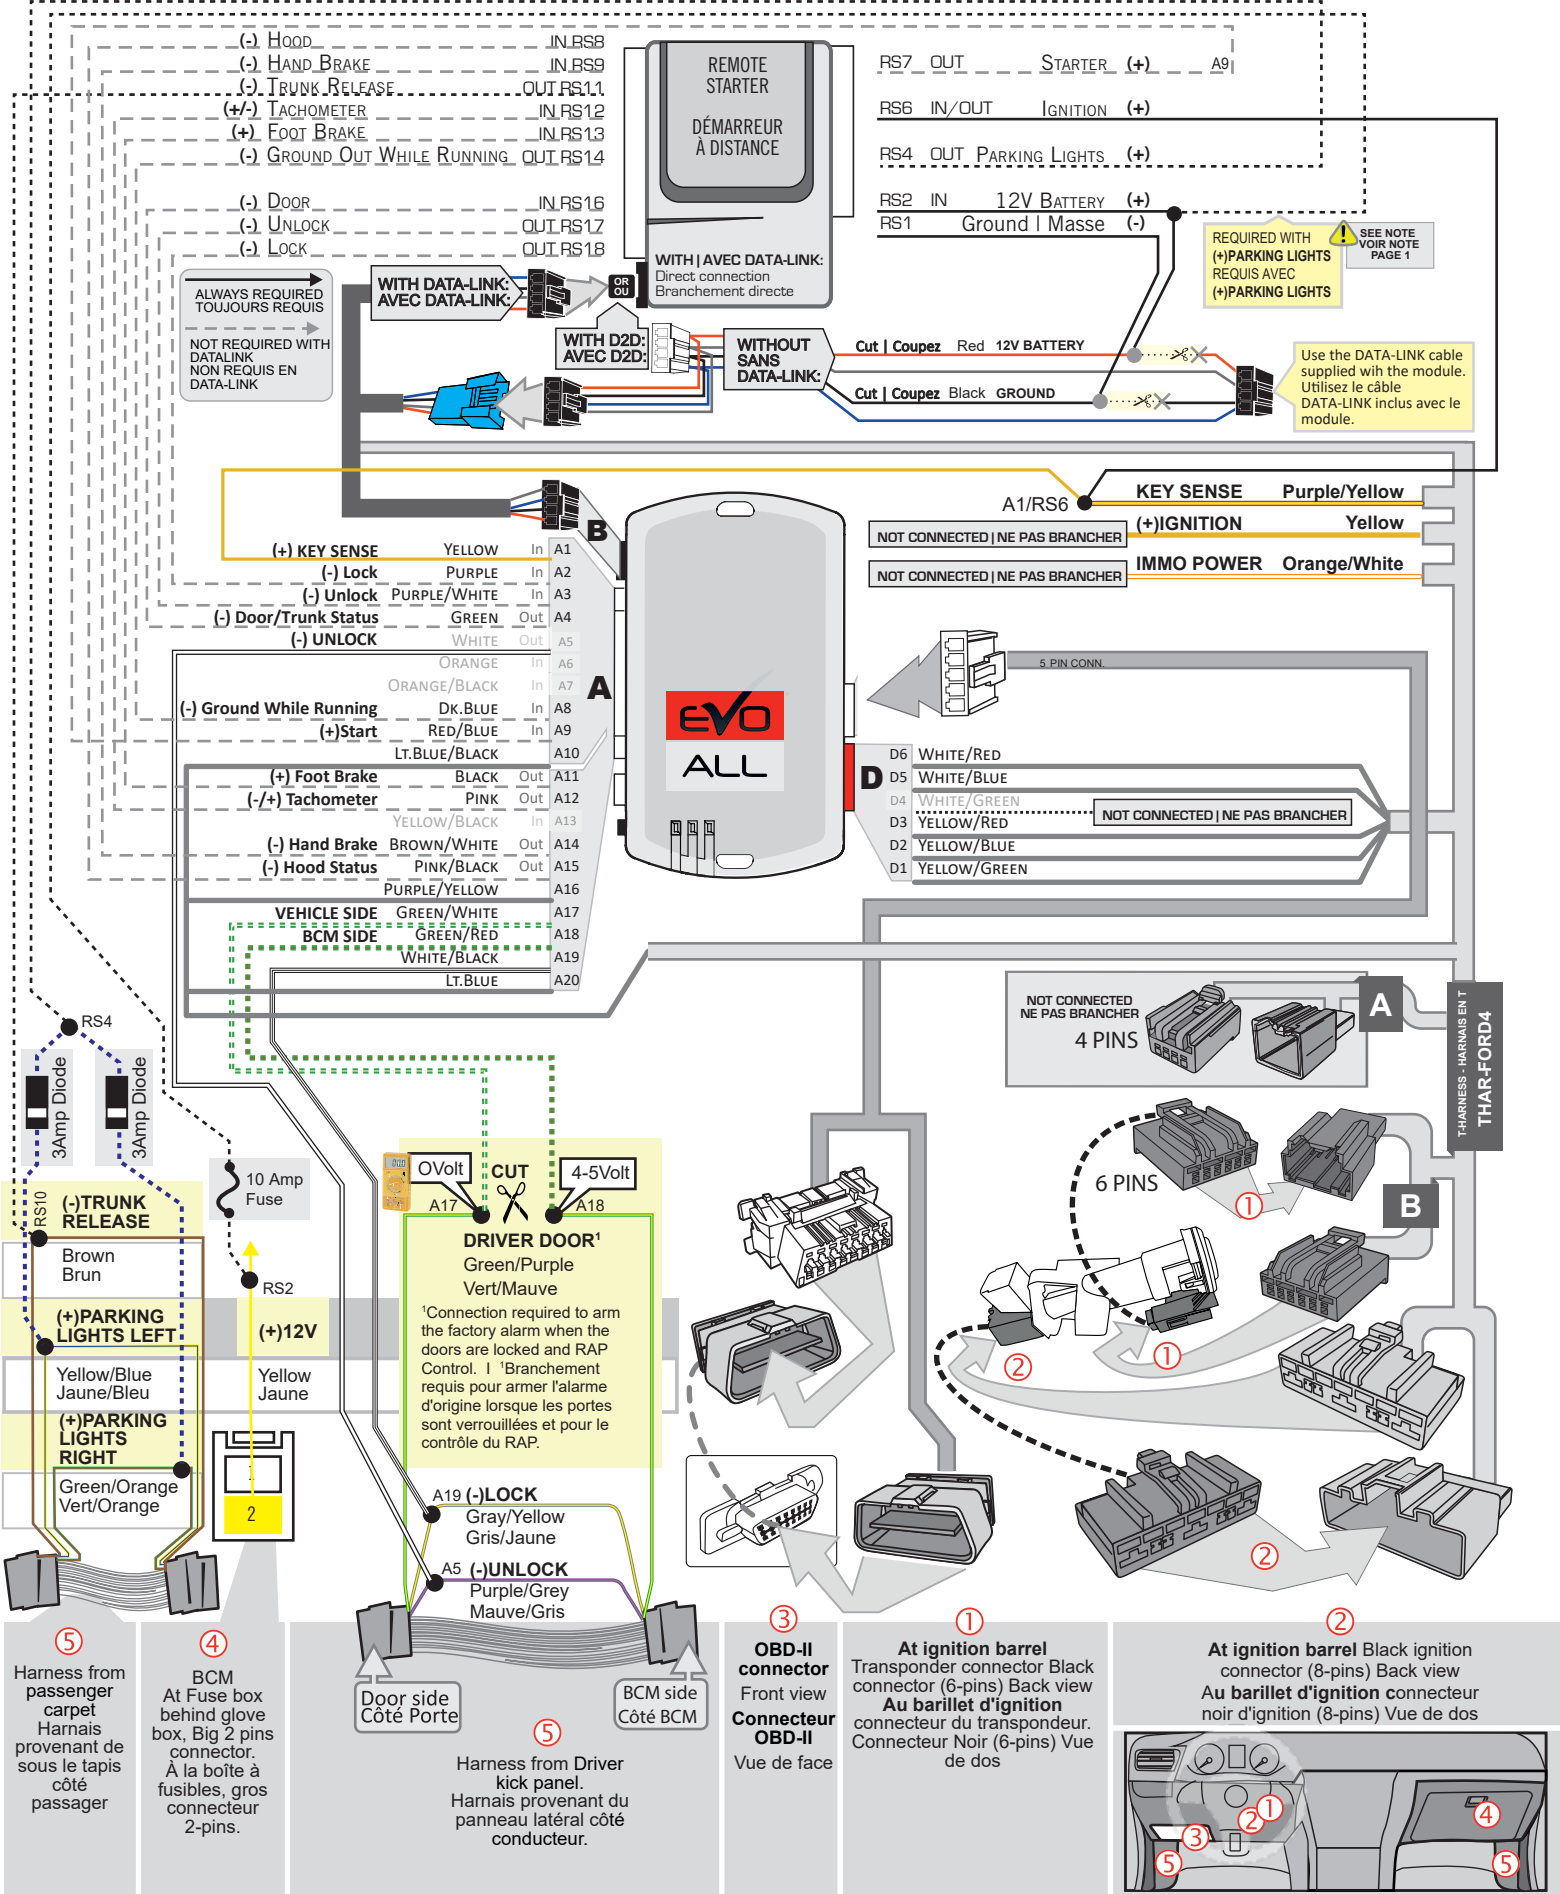 (-) HOOD IN RS8
(-) HAND BRAKE IN RS9
(-) TRUNK RELEASE OUT RS11
(+/-) TACHOMETER IN RS12
(+) FOOT BRAKE IN RS13
(-) GROUND OUT WHILE RUNNING OUT RS14
(-) DOOR IN RS16
(-) UNLOCK OUT RS17
(-) LOCK OUT RS18
REMOTE
STARTER
DÉMARREUR
À DISTANCE
WITH | AVEC DATA-LINK:
Direct connection
Branchement directe
RS7 OUT STARTER (+) A9
RS6 IN/OUT IGNITION (+)
RS4 OUT PARKING LIGHTS (+)
RS2 IN 12V BATTERY (+)
RS1 Ground | Masse (-)
REQUIRED WITH
(+)PARKING LIGHTS
REQUIS AVEC
(+)PARKING LIGHTS
!
SEE NOTE
VOIR NOTE
PAGE 1
ALWAYS REQUIRED
TOUJOURS REQUIS
NOT REQUIRED WITH
DATALINK
NON REQUIS EN
DATA-LINK
WITH DATA-LINK:
AVEC DATA-LINK:
OR
OU
WITH D2D:
AVEC D2D:
WITHOUT
SANS
DATA-LINK:
Cut | Coupez Red 12V BATTERY
Cut | Coupez Black GROUND
Use the DATA-LINK cable
supplied wih the module.
Utilisez le câble
DATA-LINK inclus avec le
module.
A1/RS6
KEY SENSE Purple/Yellow
NOT CONNECTED | NE PAS BRANCHER (+)IGNITION Yellow
NOT CONNECTED | NE PAS BRANCHER IMMO POWER Orange/White
B
(+) KEY SENSE YELLOW In A1
(-) Lock PURPLE In A2
(-) Unlock PURPLE/WHITE In A3
(-) Door/Trunk Status GREEN Out A4
(-) UNLOCK WHITE Out A5
ORANGE In A6
ORANGE/BLACK In A7
(-) Ground While Running DK.BLUE In A8
(+)Start RED/BLUE In A9
LT.BLUE/BLACK A10
(+) Foot Brake BLACK Out A11
(-/+) Tachometer PINK Out A12
YELLOW/BLACK In A13
(-) Hand Brake BROWN/WHITE Out A14
(-) Hood Status PINK/BLACK Out A15
PURPLE/YELLOW A16
VEHICLE SIDE GREEN/WHITE A17
BCM SIDE GREEN/RED A18
WHITE/BLACK A19
LT.BLUE A20
A
EVO
ALL
5 PIN CONN.
D
D6 WHITE/RED
D5 WHITE/BLUE
D4 WHITE/GREEN
NOT CONNECTED | NE PAS BRANCHER
D3 YELLOW/RED
D2 YELLOW/BLUE
D1 YELLOW/GREEN
NOT CONNECTED
NE PAS BRANCHER
4 PINS
A
T-HARNESS - HARNAIS EN T
THAR-FORD4
6 PINS
B
1
1
2
2
RS4
3Amp Diode
3Amp Diode
10 Amp
Fuse
RS10
(-)TRUNK
RELEASE
Brown
Brun
RS2
(+)PARKING
LIGHTS LEFT
(+)12V
Yellow/Blue
Jaune/Bleu
Yellow
Jaune
(+)PARKING
LIGHTS
RIGHT
Green/Orange
Vert/Orange
1
2
0Volt
CUT
4-5Volt
A17
A18
DRIVER DOOR¹
Green/Purple
Vert/Mauve
¹Connection required to arm
the factory alarm when the
doors are locked and RAP
Control. I ¹Branchement
requis pour armer l'alarme
d'origine lorsque les portes
sont verrouillées et pour le
contrôle du RAP.
A19 (-)LOCK
Gray/Yellow
Gris/Jaune
A5 (-)UNLOCK
Purple/Grey
Mauve/Gris
5
Harness from
passenger
carpet
Harnais
provenant de
sous le tapis
côté
passager
4
BCM
At Fuse box
behind glove
box, Big 2 pins
connector.
À la boîte à
fusibles, gros
connecteur
2-pins.
Door side
Côté Porte
BCM side
Côté BCM
5
Harness from Driver
kick panel.
Harnais provenant du
panneau latéral côté
conducteur.
3
OBD-II
connector
Front view
Connecteur
OBD-II
Vue de face
1
At ignition barrel
Transponder connector Black
connector (6-pins) Back view
Au barillet d'ignition
connecteur du transpondeur.
Connecteur Noir (6-pins) Vue
de dos
2
At ignition barrel Black ignition
connector (8-pins) Back view
Au barillet d'ignition connecteur
noir d'ignition (8-pins) Vue de dos
1
2
3
4
5
5